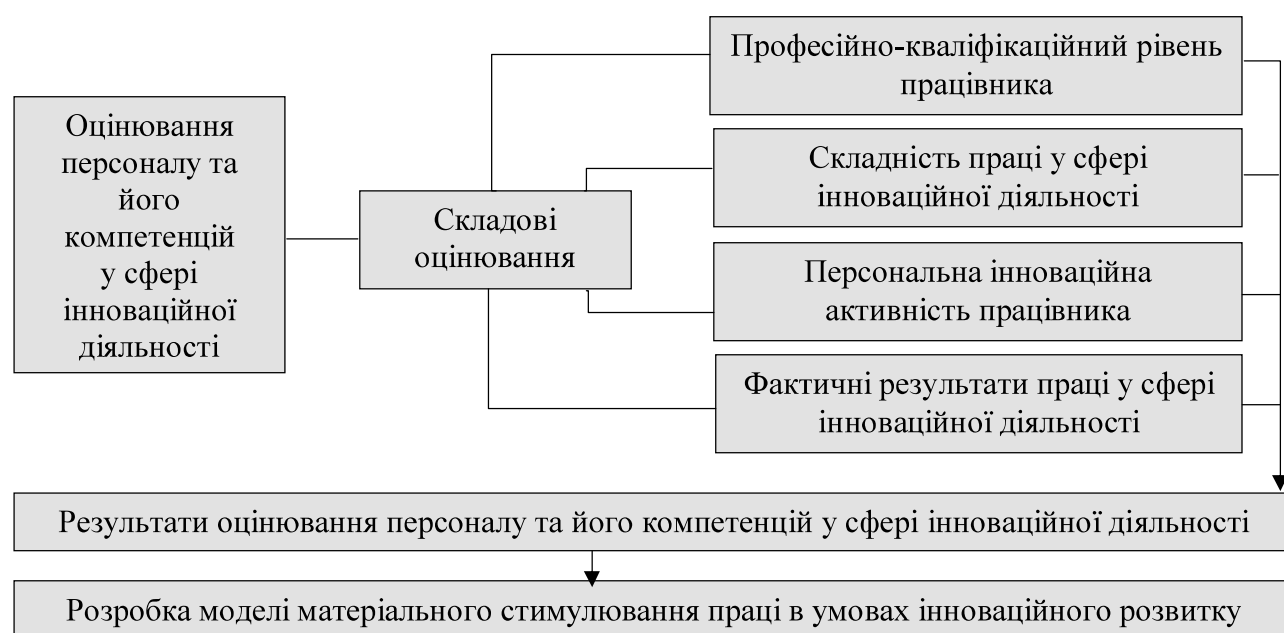 Оцінювання
персоналу та
його
компетенцій
у сфері
інноваційної
діяльності
Складові
оцінювання
Професійно-кваліфікаційний рівень
працівника
Складність праці у сфері
інноваційної діяльності
Персональна інноваційна
активність працівника
Фактичні результати праці у сфері
інноваційної діяльності
Результати оцінювання персоналу та його компетенцій у сфері інноваційної діяльності
Розробка моделі матеріального стимулювання праці в умовах інноваційного розвитку